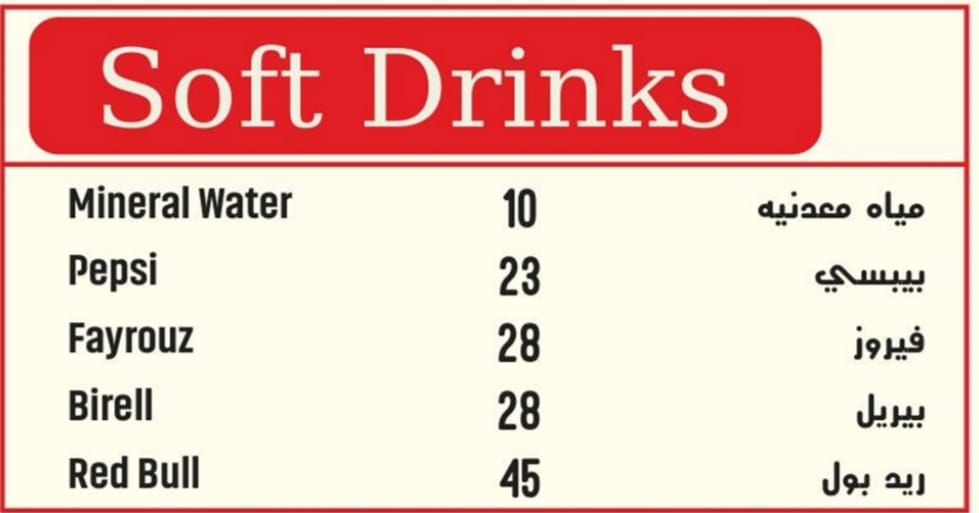 Soft Drinks
Mineral Water 10 مياه معدنيه
Pepsi 23 بيبسي
Fayrouz 28 فيروز
Birell 28 بيريل
Red Bull 45 ريد بول